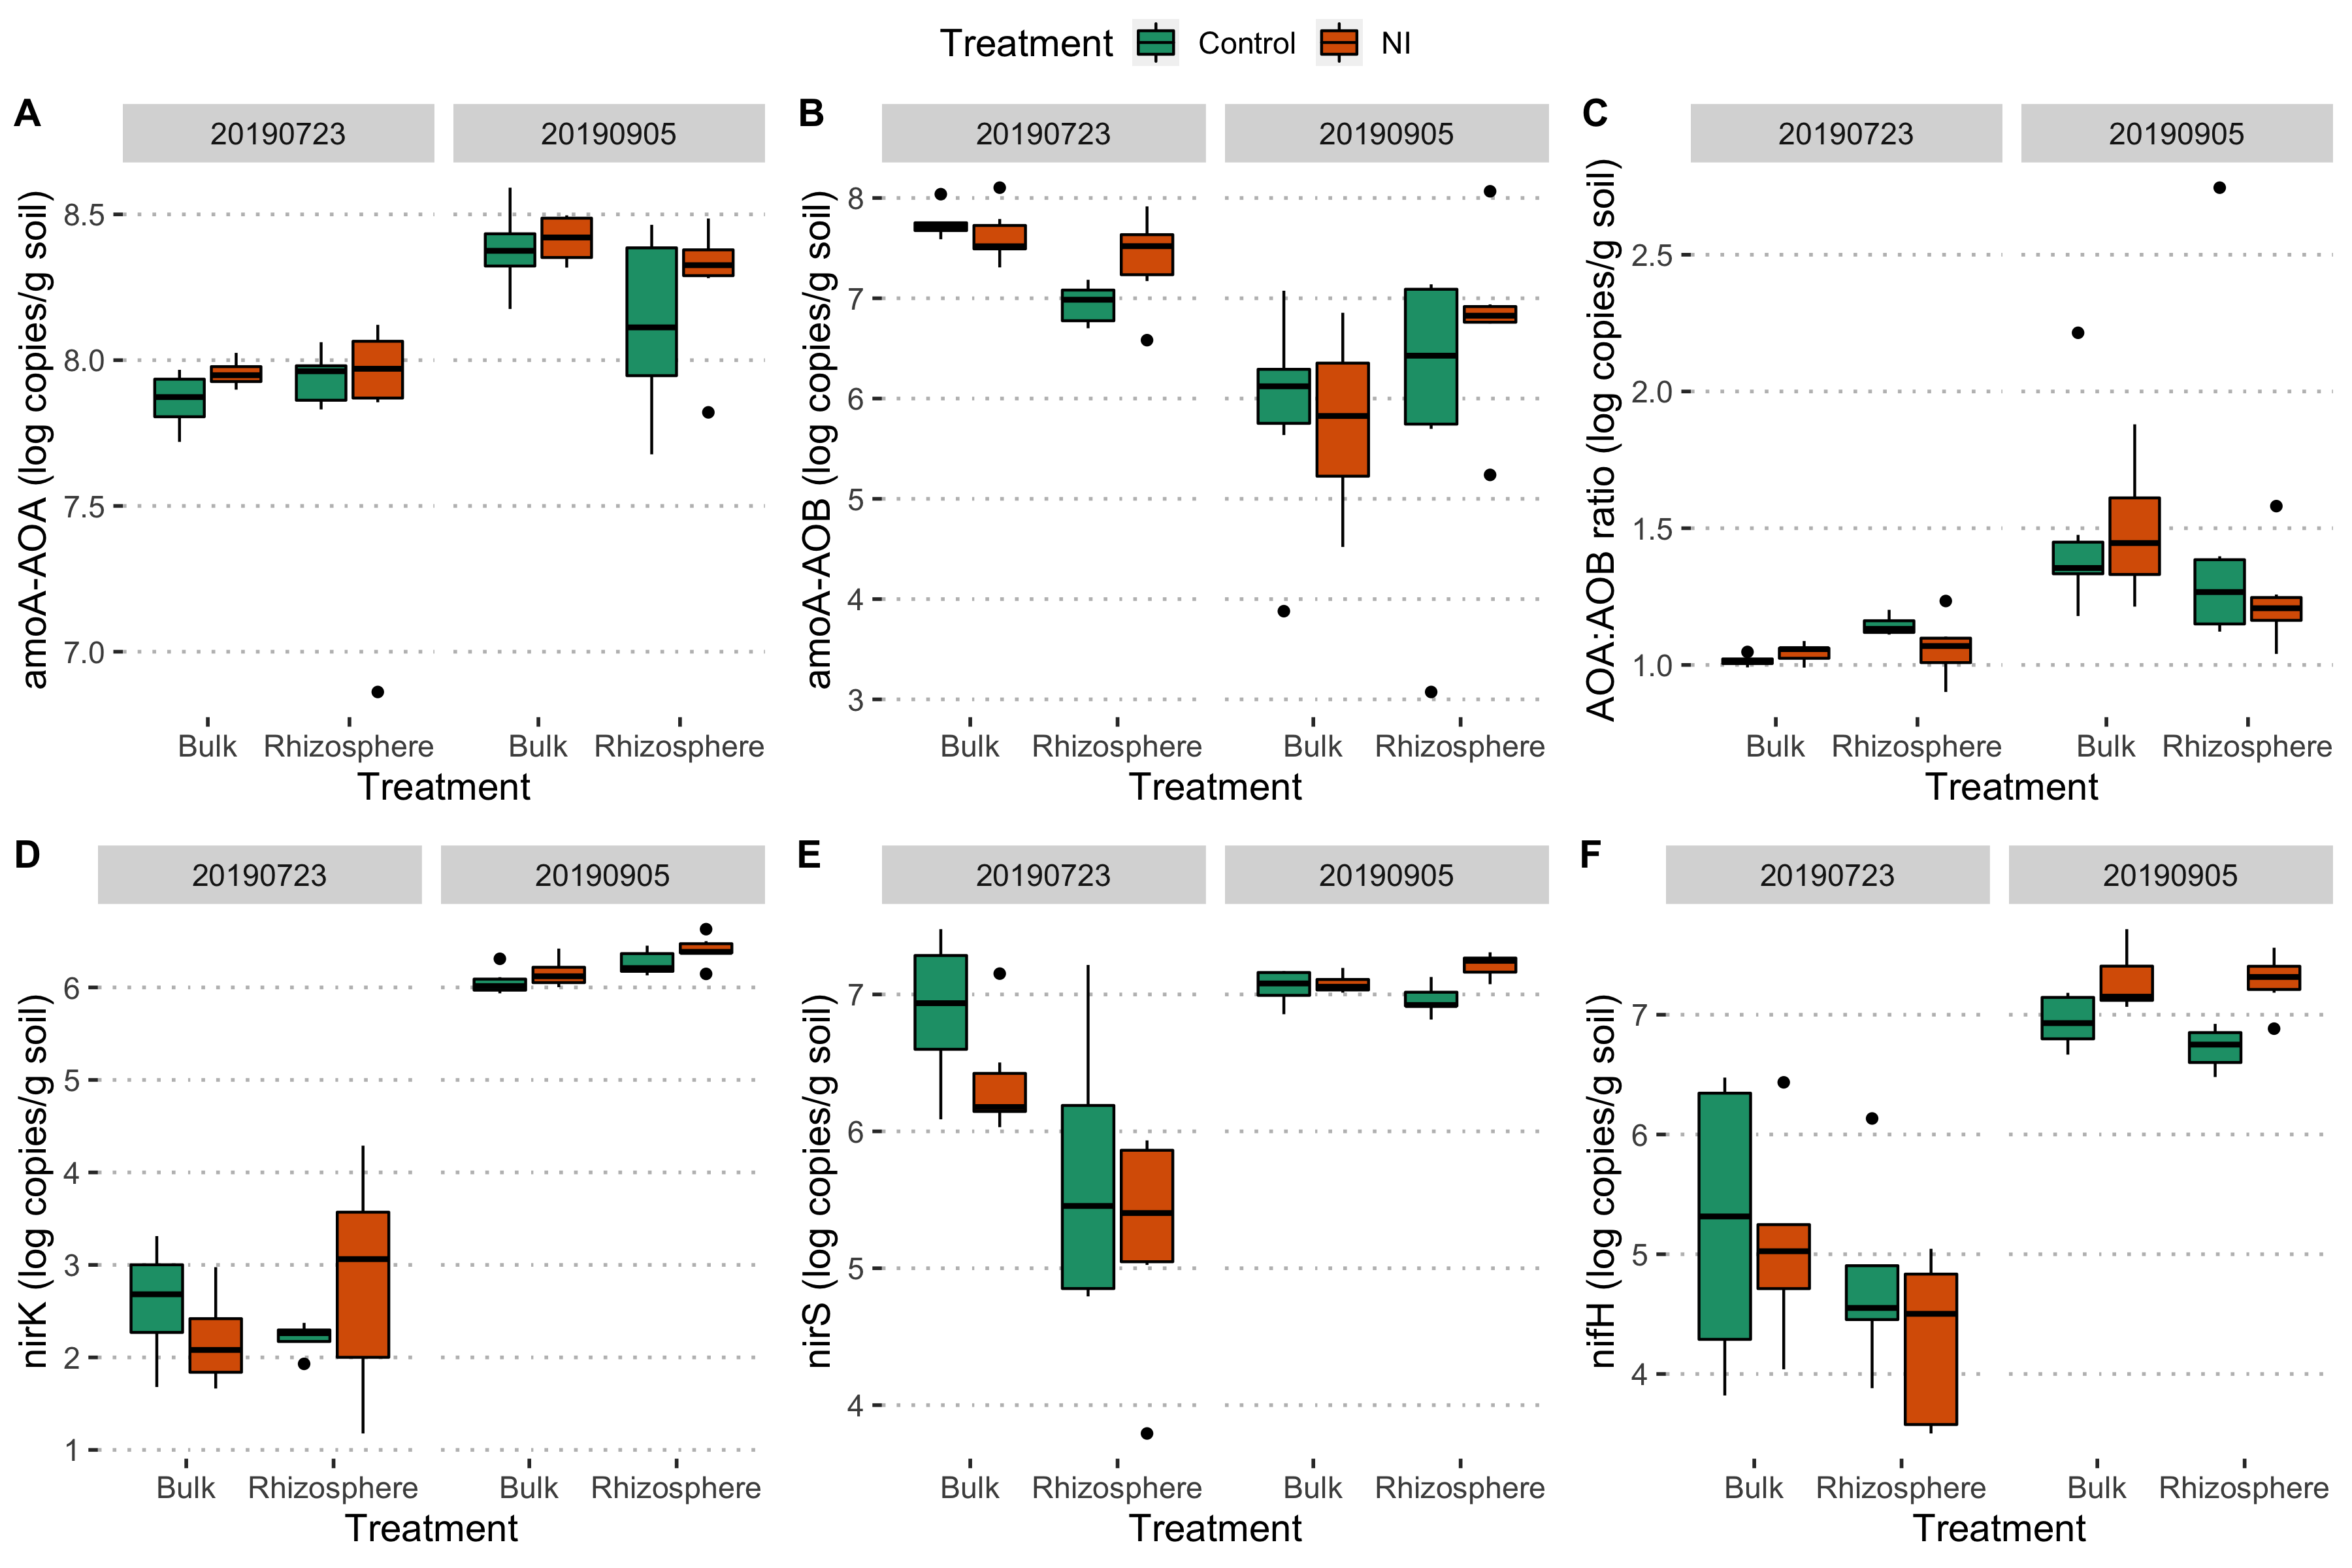 Treatment Control NI
A
20190723 20190905
amoA-AOA (log copies/g soil)
8.5
8.0
7.5
7.0
Bulk Rhizosphere Bulk Rhizosphere
Treatment
B
20190723 20190905
amoA-AOB (log copies/g soil)
8
7
6
5
4
3
Bulk Rhizosphere Bulk Rhizosphere
Treatment
C
20190723 20190905
AOA:AOB ratio (log copies/g soil)
2.5
2.0
1.5
1.0
Bulk Rhizosphere Bulk Rhizosphere
Treatment
D
20190723 20190905
nirK (log copies/g soil)
6
5
4
3
2
1
Bulk Rhizosphere Bulk Rhizosphere
Treatment
E
20190723 20190905
nirS (log copies/g soil)
7
6
5
4
Bulk Rhizosphere Bulk Rhizosphere
Treatment
F
20190723 20190905
nifH (log copies/g soil)
7
6
5
4
Bulk Rhizosphere Bulk Rhizosphere
Treatment